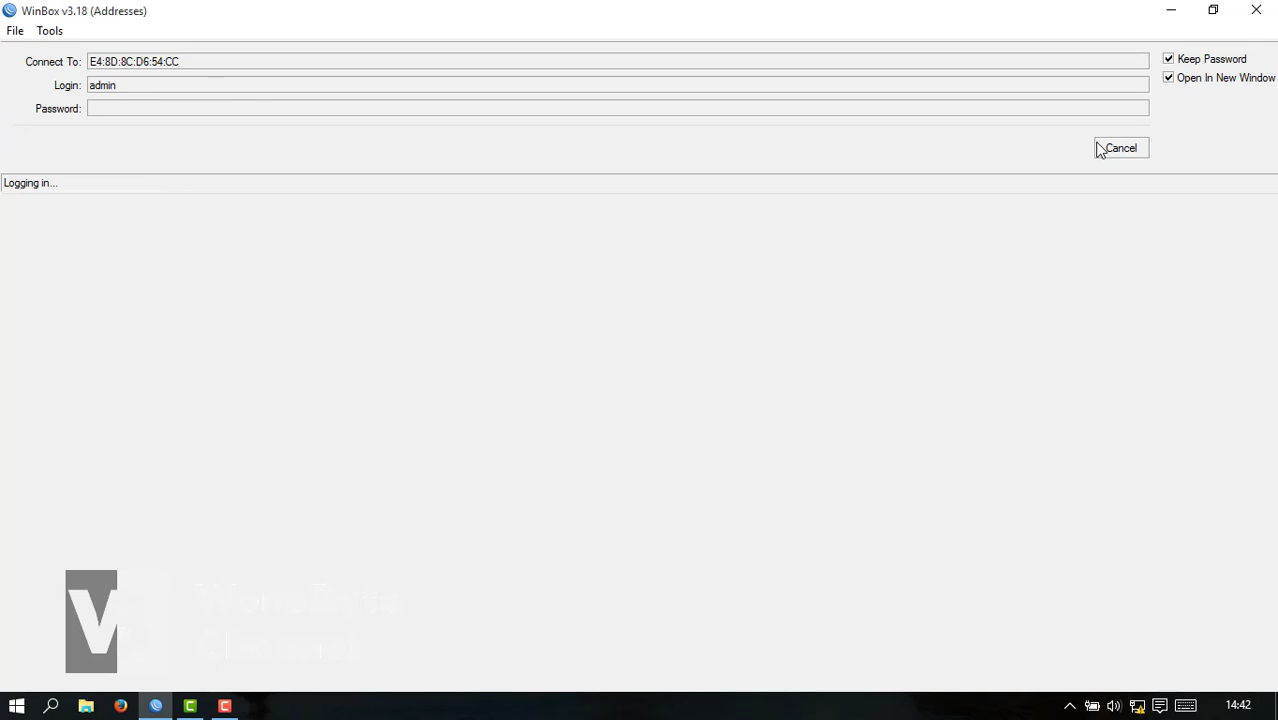 WinBox v3.18 (Addresses)
File Tools
Connect To: E4:8D:8C:D6:54:CC
Keep Password
Login: admin
Open In New Window
Password:
Cancel
Logging in...
W
Channel
14:42